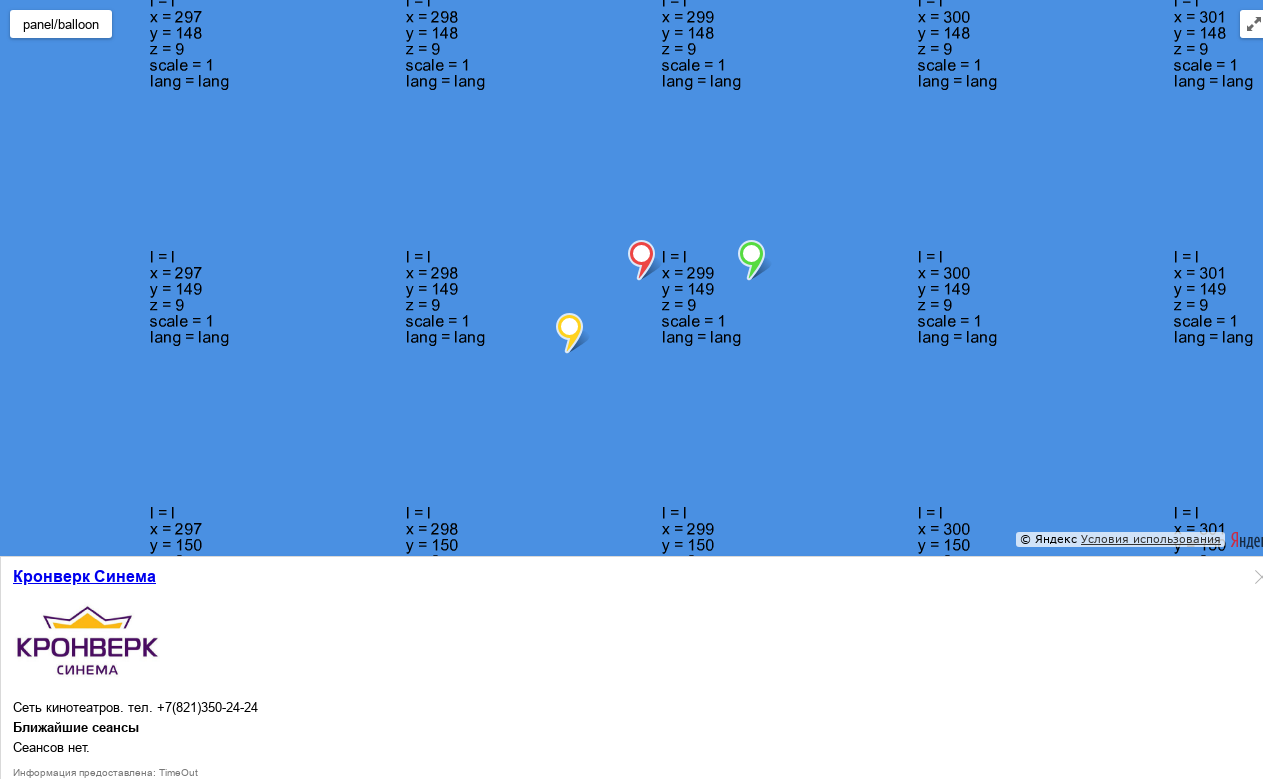 panel/balloon
l = l l = l l = l l = l l = l
x = 297 x = 298 x = 299 x = 300 x = 301
y = 148 y = 148 y = 148 y = 148 y = 148
z = 9 z = 9 z = 9 z = 9 z = 9
scale = 1 scale = 1 scale = 1 scale = 1 scale = 1
lang = lang lang = lang lang = lang lang = lang lang = lang
l = l l = l l = l l = l l = l
x = 297 x = 298 x = 299 x = 300 x = 301
y = 149 y = 149 y = 149 y = 149 y = 149
z = 9 z = 9 z = 9 z = 9 z = 9
scale = 1 scale = 1 scale = 1 scale = 1 scale = 1
lang = lang lang = lang lang = lang lang = lang lang = lang
l = l l = l l = l l = l l = l
x = 297 x = 298 x = 299 x = 300 x = 301
y = 150 y = 150 y = 150 y = 150 y = 150
© Яндекс Условия использования
Кронверк Синема
КРОНВЕРК
СИНЕМА
Сеть кинотеатров. тел. +7(821)350-24-24
Ближайшие сеансы
Сеансов нет.
Информация предоставлена: TimeOut